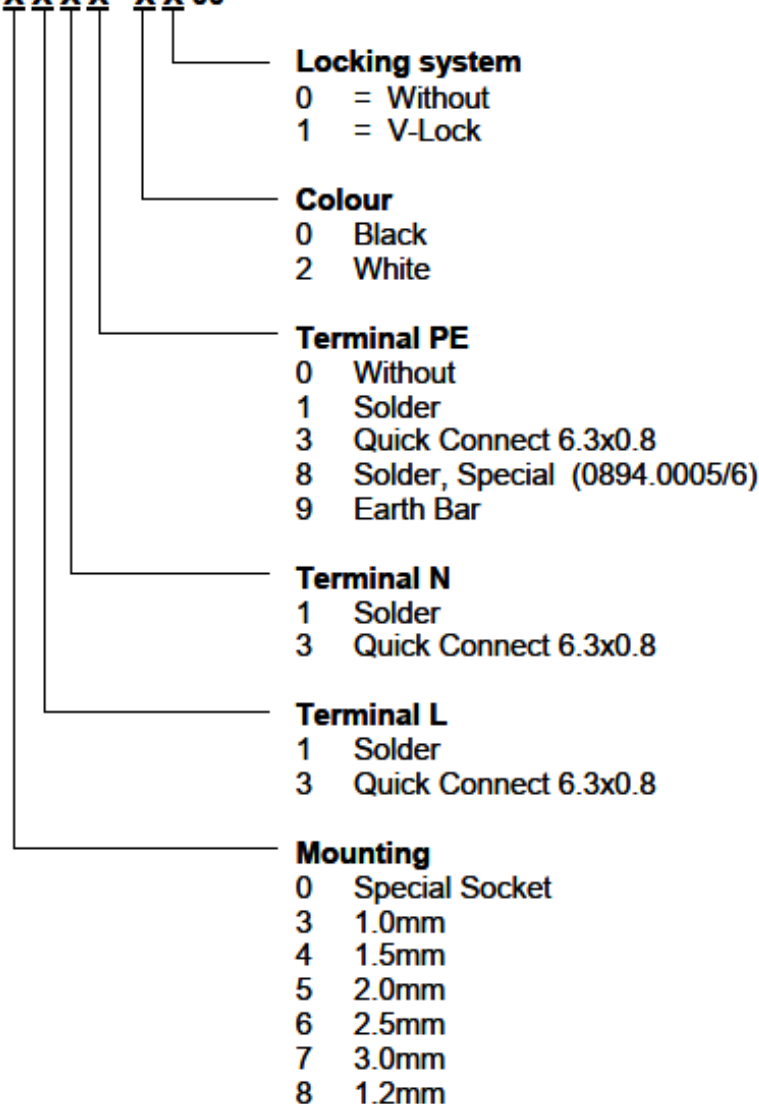 Locking system
0 = Without
1 = V-Lock
Colour
0 Black
2 White
Terminal PE
0 Without
1 Solder
3 Quick Connect 6.3x0.8
8 Solder, Special (0894.0005/6)
9 Earth Bar
Terminal N
1 Solder
3 Quick Connect 6.3x0.8
Terminal L
1 Solder
3 Quick Connect 6.3x0.8
Mounting
0 Special Socket
3 1.0mm
4 1.5mm
5 2.0mm
6 2.5mm
7 3.0mm
8 1.2mm